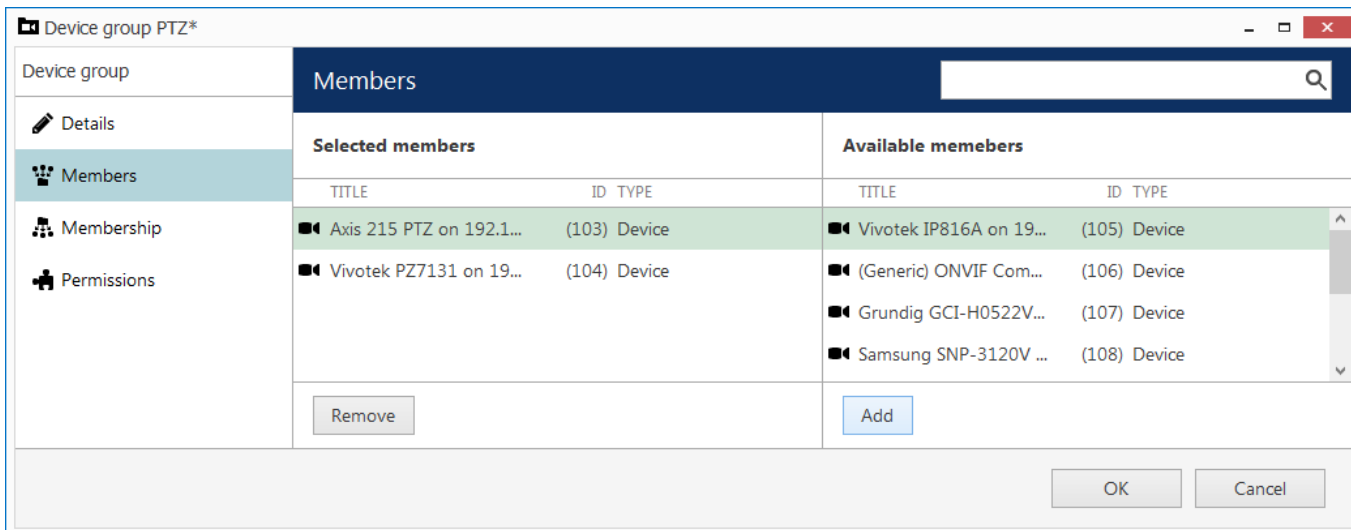 Device group PTZ*
Device group
Details
Members
Membership
Permissions
Members
Selected members
TITLE ID TYPE
Axis 215 PTZ on 192.1... (103) Device
Vivotek PZ7131 on 19... (104) Device
Remove
Available memebers
TITLE ID TYPE
Vivotek IP816A on 19... (105) Device
(Generic) ONVIF Com... (106) Device
Grundig GCI-H0522V... (107) Device
Samsung SNP-3120V ... (108) Device
Add
OK Cancel